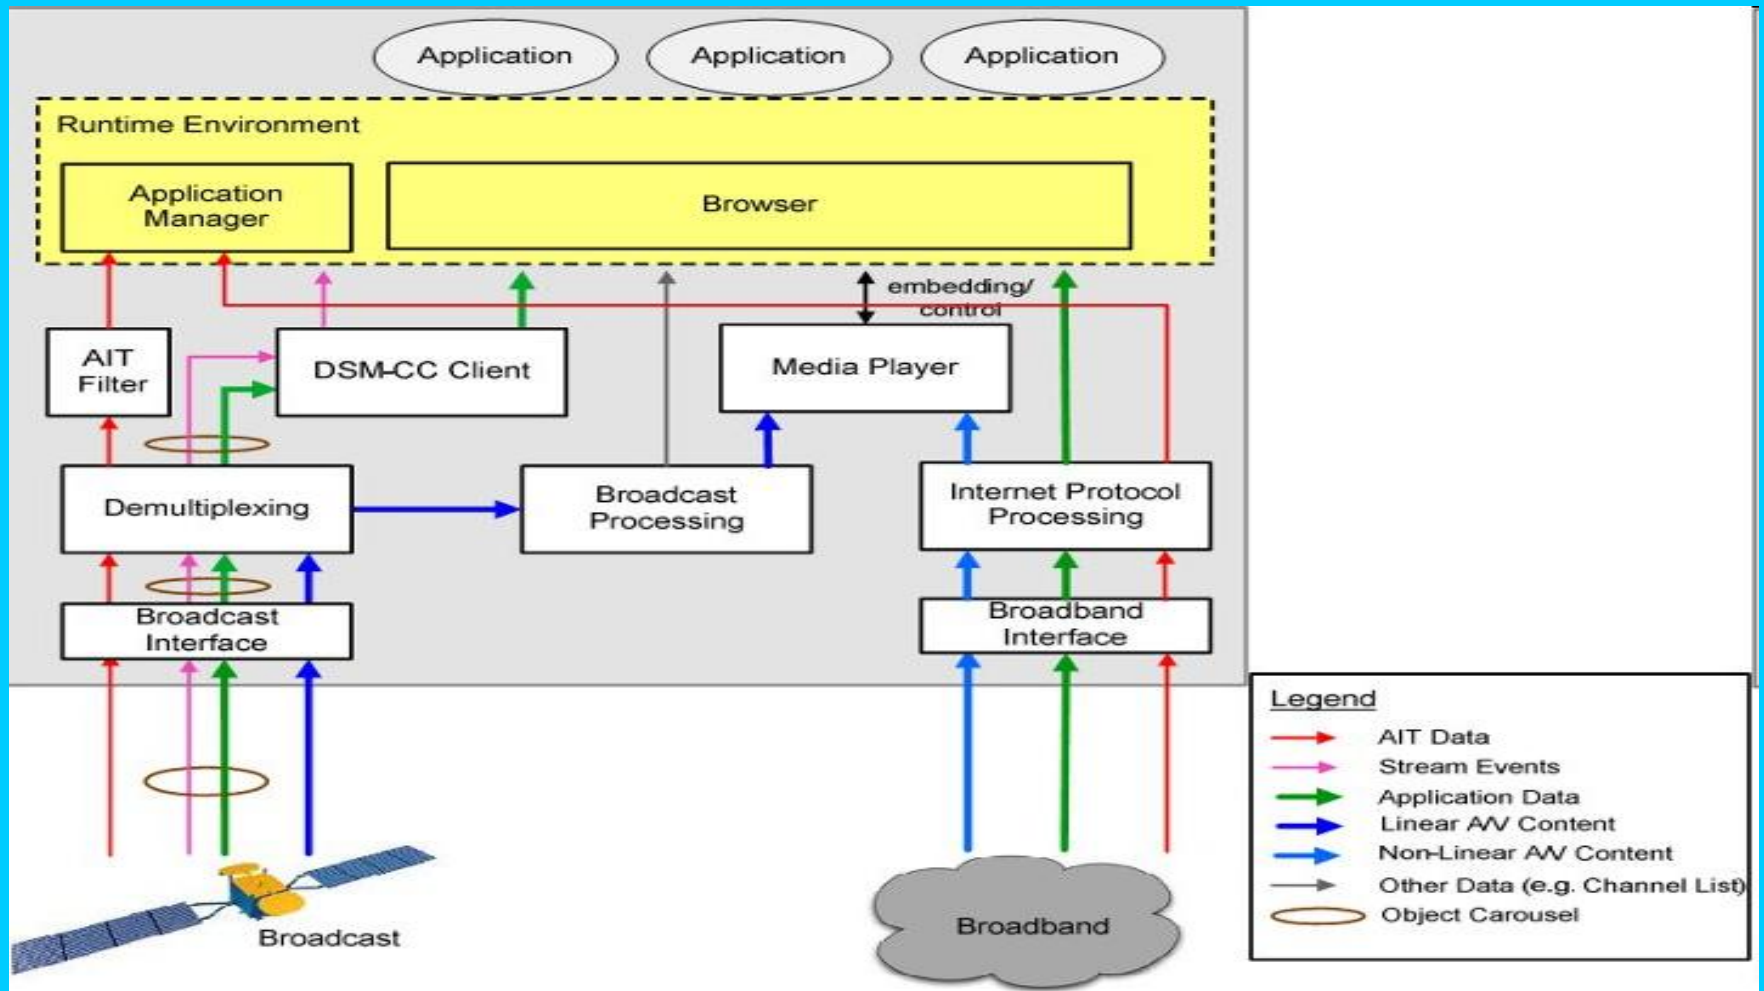 Application
Application
Application
Runtime Environment
Application
Manager
Browser
embedding/
control
AIT
Filter
DSM-CC Client
Media Player
Demultiplexing
Broadcast
Processing
Internet Protocol
Processing
Broadcast
Interface
Broadband
Interface
Broadcast
Broadband
Legend
AIT Data
Stream Events
Application Data
Linear A/V Content
Non-Linear A/V Content
Other Data (e.g. Channel List)
Object Carousel